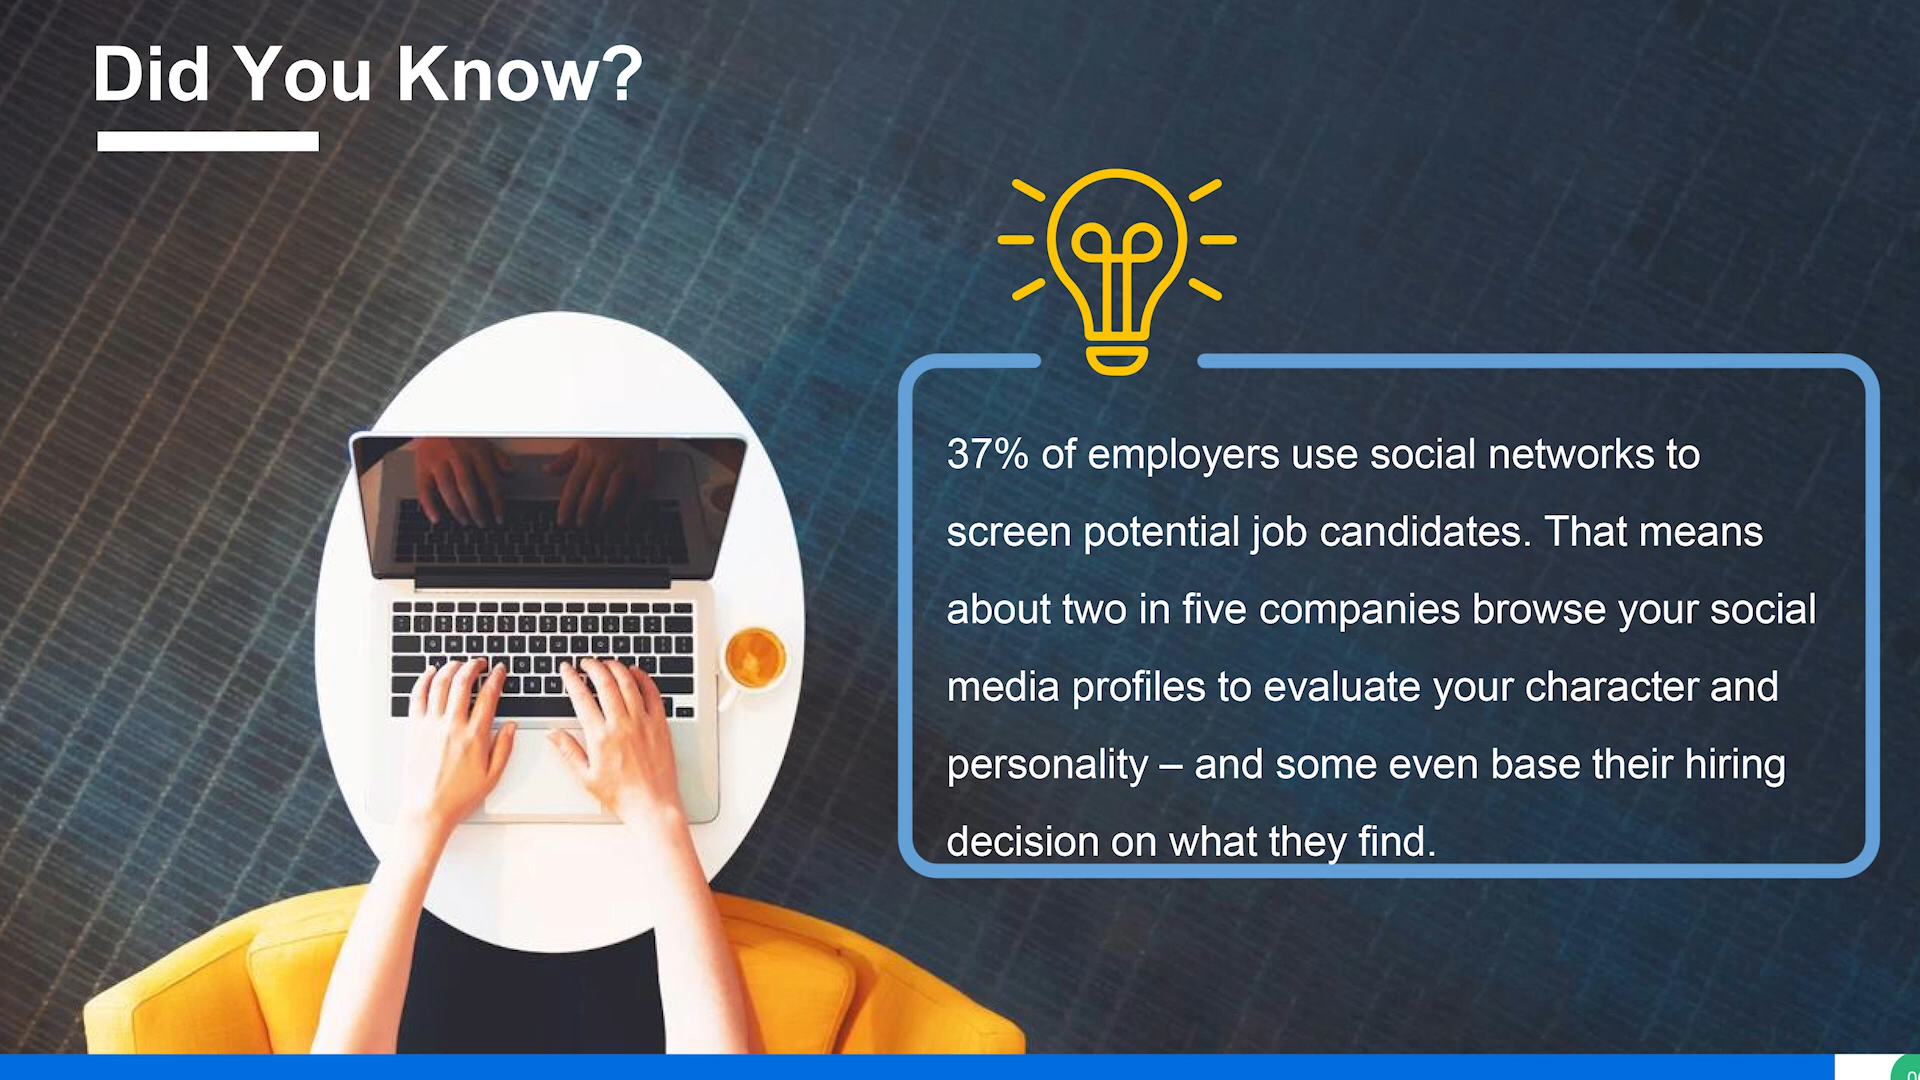 Did You Know?
37% of employers use social networks to
screen potential job candidates. That means
about two in five companies browse your social
media profiles to evaluate your character and
personality – and some even base their hiring
decision on what they find.